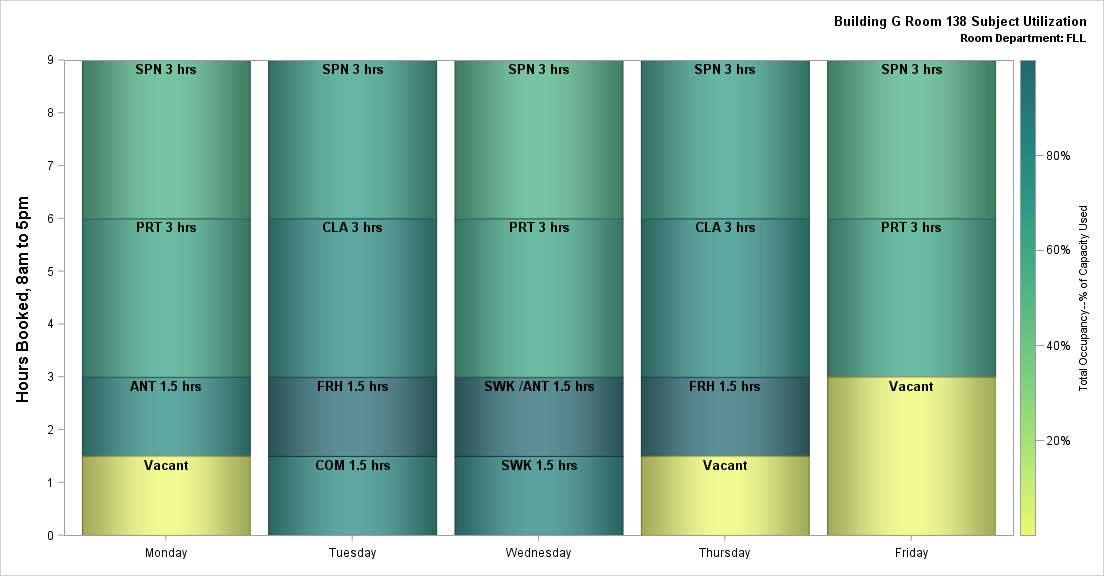 Building G Room 138 Subject Utilization
Room Department: FLL
Hours Booked, 8am to 5pm
9
8
7
6
5
4
3
2
1
0
SPN 3 hrs
PRT 3 hrs
ANT 1.5 hrs
Vacant
SPN 3 hrs
CLA 3 hrs
FRH 1.5 hrs
COM 1.5 hrs
SPN 3 hrs
PRT 3 hrs
SWK /ANT 1.5 hrs
SWK 1.5 hrs
SPN 3 hrs
CLA 3 hrs
FRH 1.5 hrs
Vacant
SPN 3 hrs
PRT 3 hrs
Vacant
Monday
Tuesday
Wednesday
Thursday
Friday
80%
60%
40%
20%
Total Occupancy--% of Capacity Used